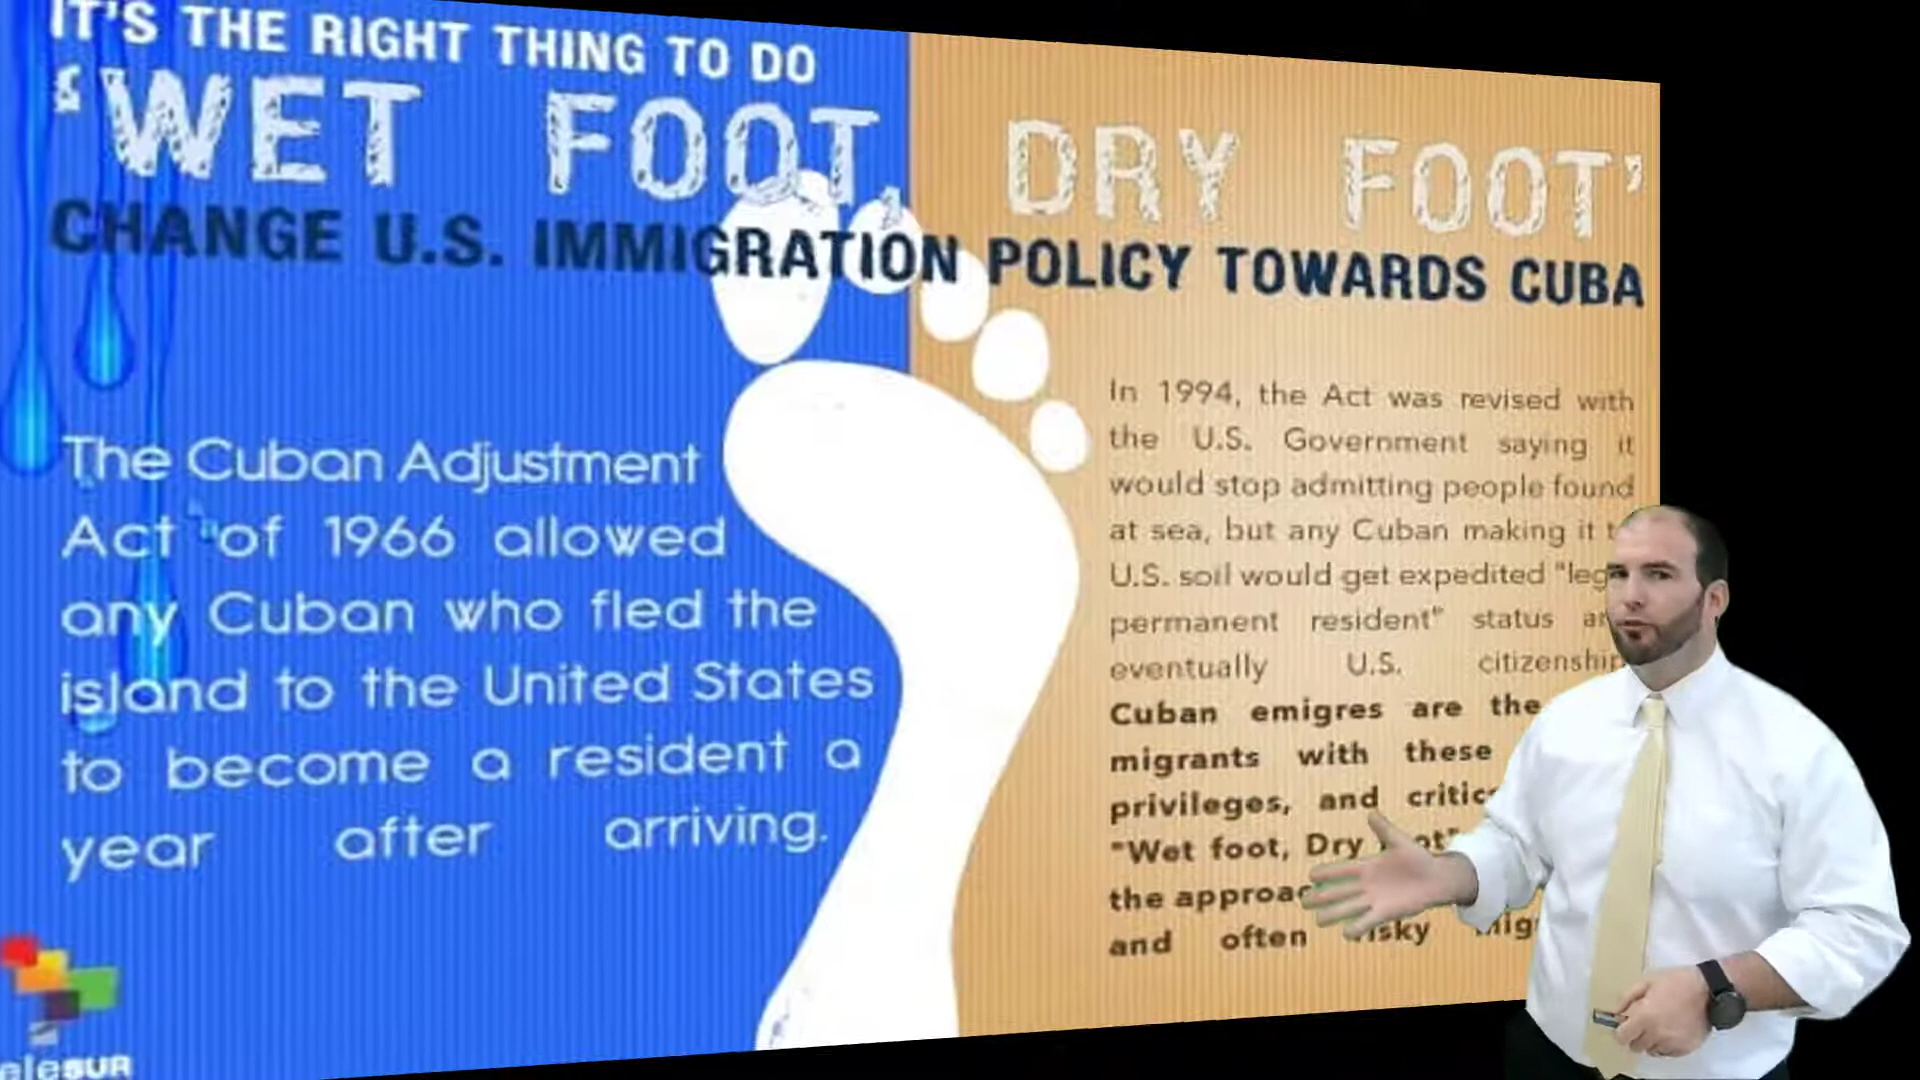 IT'S THE RIGHT THING TO DO
'WET FOOT, DRY FOOT'
CHANGE U.S. IMMIGRATION POLICY TOWARDS CUBA
The Cuban Adjustment
Act of 1966 allowed
any Cuban who fled the
island to the United States
to become a resident a
year after arriving.
In 1994, the Act was revised with
the U.S. Government saying it
would stop admitting people found
at sea, but any Cuban making it
U.S. soil would get expedited
permanent resident" status
eventually U.S. citizenship
Cuban emigres are the
migrants with these
privileges, and
"Wet foot, Dry
the
and often risky
eleSUR